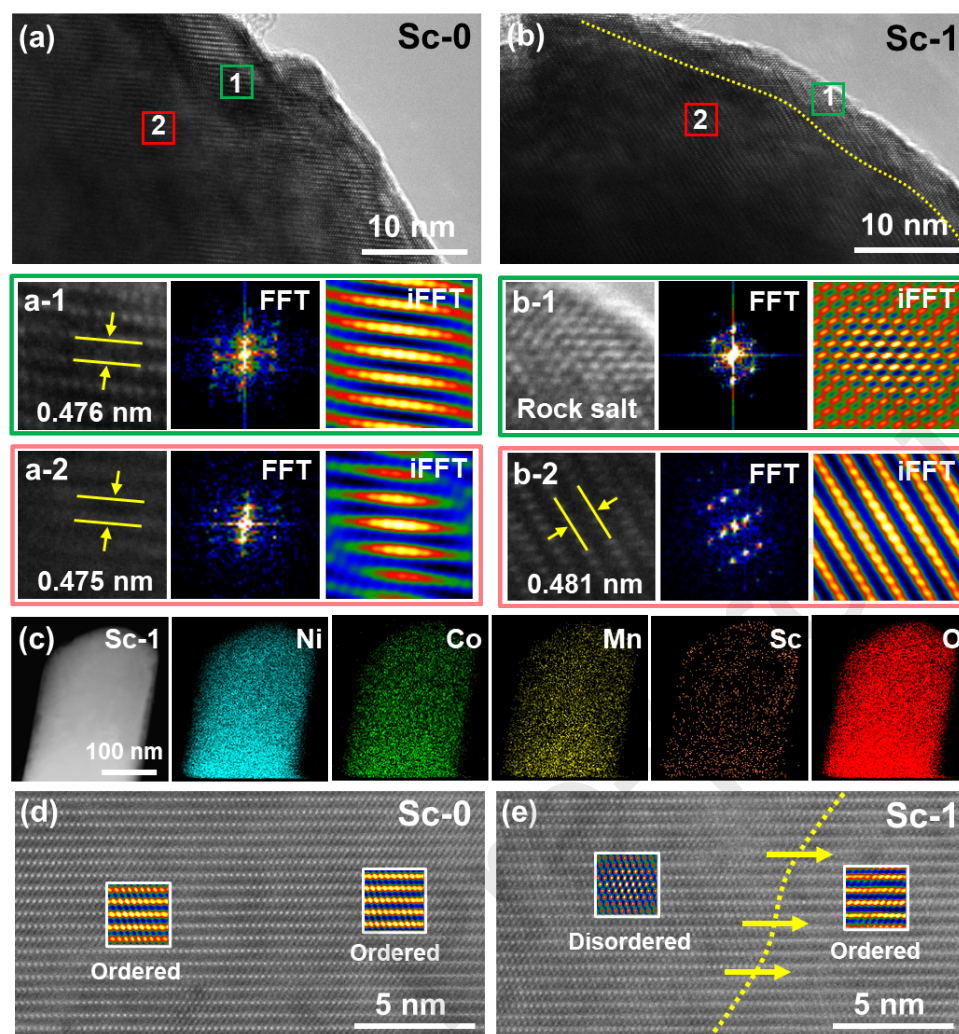 (a) Sc-0
1
2
10 nm
(b) Sc-1
1
2
10 nm
a-1 FFT iFFT
0.476 nm
b-1 FFT iFFT
Rock salt
a-2 FFT iFFT
0.475 nm
b-2 FFT iFFT
0.481 nm
(c) Sc-1 Ni Co Mn Sc O
100 nm
(d) Sc-0
Ordered
Ordered
5 nm
(e) Sc-1
Disordered
Ordered
5 nm